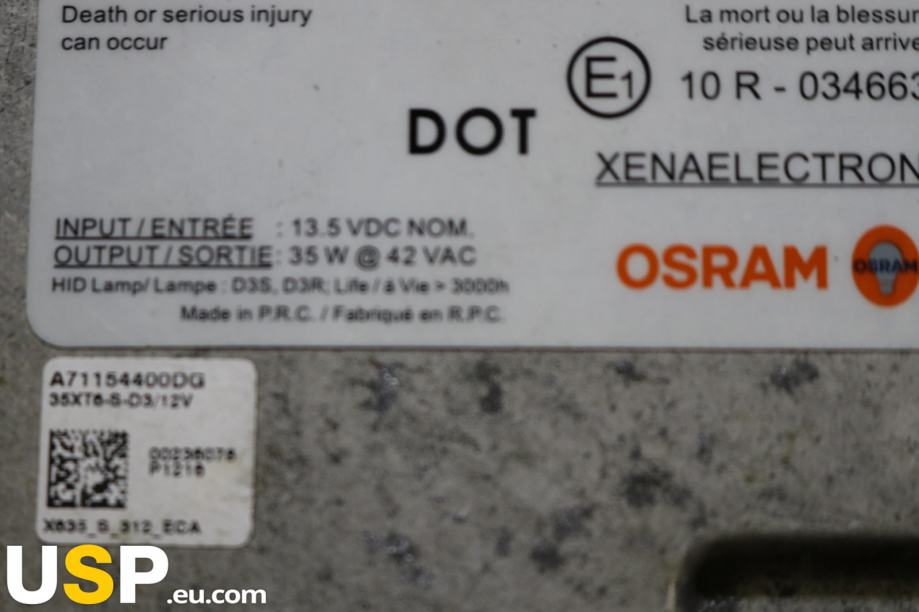 Death or serious injury
can occur
La mort ou la blessur
sérieuse peut arrive
E1
10 R - 034663
DOT
XENAELECTRON
INPUT / ENTRÉE : 13.5 VDC NOM.
OUTPUT / SORTIE : 35 W @ 42 VAC
HID Lamp/ Lampe : D3S, D3R; Life / à Vie > 3000h
Made in P.R.C. / Fabriqué en R.P.C.
OSRAM
OSRAM
A71154400DG
35XT6-S-D3/12V
P1216
X635_S_312_ECA
USP.eu.com